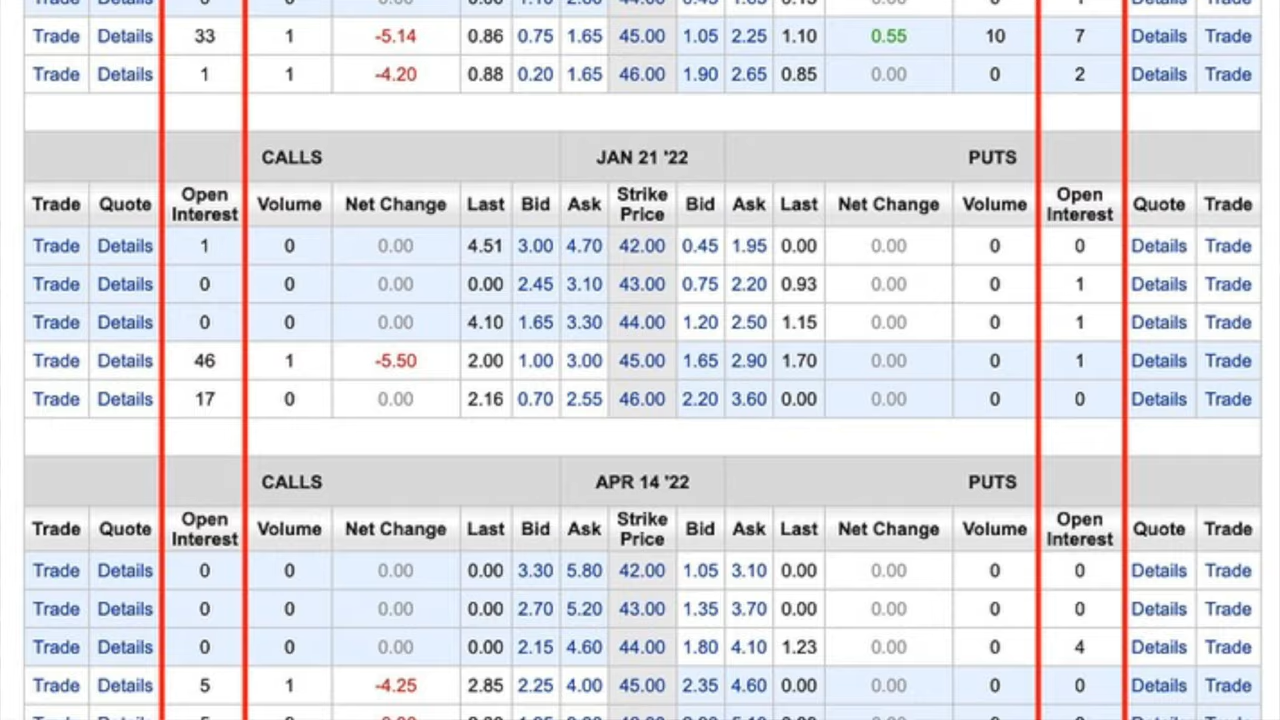 Trade Details 33 1 -5.14 0.86 0.75 1.65 45.00 1.05 2.25 1.10 0.55 10 7 Details Trade
Trade Details 1 1 -4.20 0.88 0.20 1.65 46.00 1.90 2.65 0.85 0.00 0 2 Details Trade
CALLS JAN 21 '22 PUTS
Trade Quote Open Interest Volume Net Change Last Bid Ask Strike Price Bid Ask Last Net Change Volume Open Interest Quote Trade
Trade Details 1 0 0.00 4.51 3.00 4.70 42.00 0.45 1.95 0.00 0.00 0 0 Details Trade
Trade Details 0 0 0.00 0.00 2.45 3.10 43.00 0.75 2.20 0.93 0.00 0 1 Details Trade
Trade Details 0 0 0.00 4.10 1.65 3.30 44.00 1.20 2.50 1.15 0.00 0 1 Details Trade
Trade Details 46 1 -5.50 2.00 1.00 3.00 45.00 1.65 2.90 1.70 0.00 0 1 Details Trade
Trade Details 17 0 0.00 2.16 0.70 2.55 46.00 2.20 3.60 0.00 0.00 0 0 Details Trade
CALLS APR 14 '22 PUTS
Trade Quote Open Interest Volume Net Change Last Bid Ask Strike Price Bid Ask Last Net Change Volume Open Interest Quote Trade
Trade Details 0 0 0.00 0.00 3.30 5.80 42.00 1.05 3.10 0.00 0.00 0 0 Details Trade
Trade Details 0 0 0.00 0.00 2.70 5.20 43.00 1.35 3.70 0.00 0.00 0 0 Details Trade
Trade Details 0 0 0.00 0.00 2.15 4.60 44.00 1.80 4.10 1.23 0.00 0 4 Details Trade
Trade Details 5 1 -4.25 2.85 2.25 4.00 45.00 2.35 4.60 0.00 0.00 0 0 Details Trade